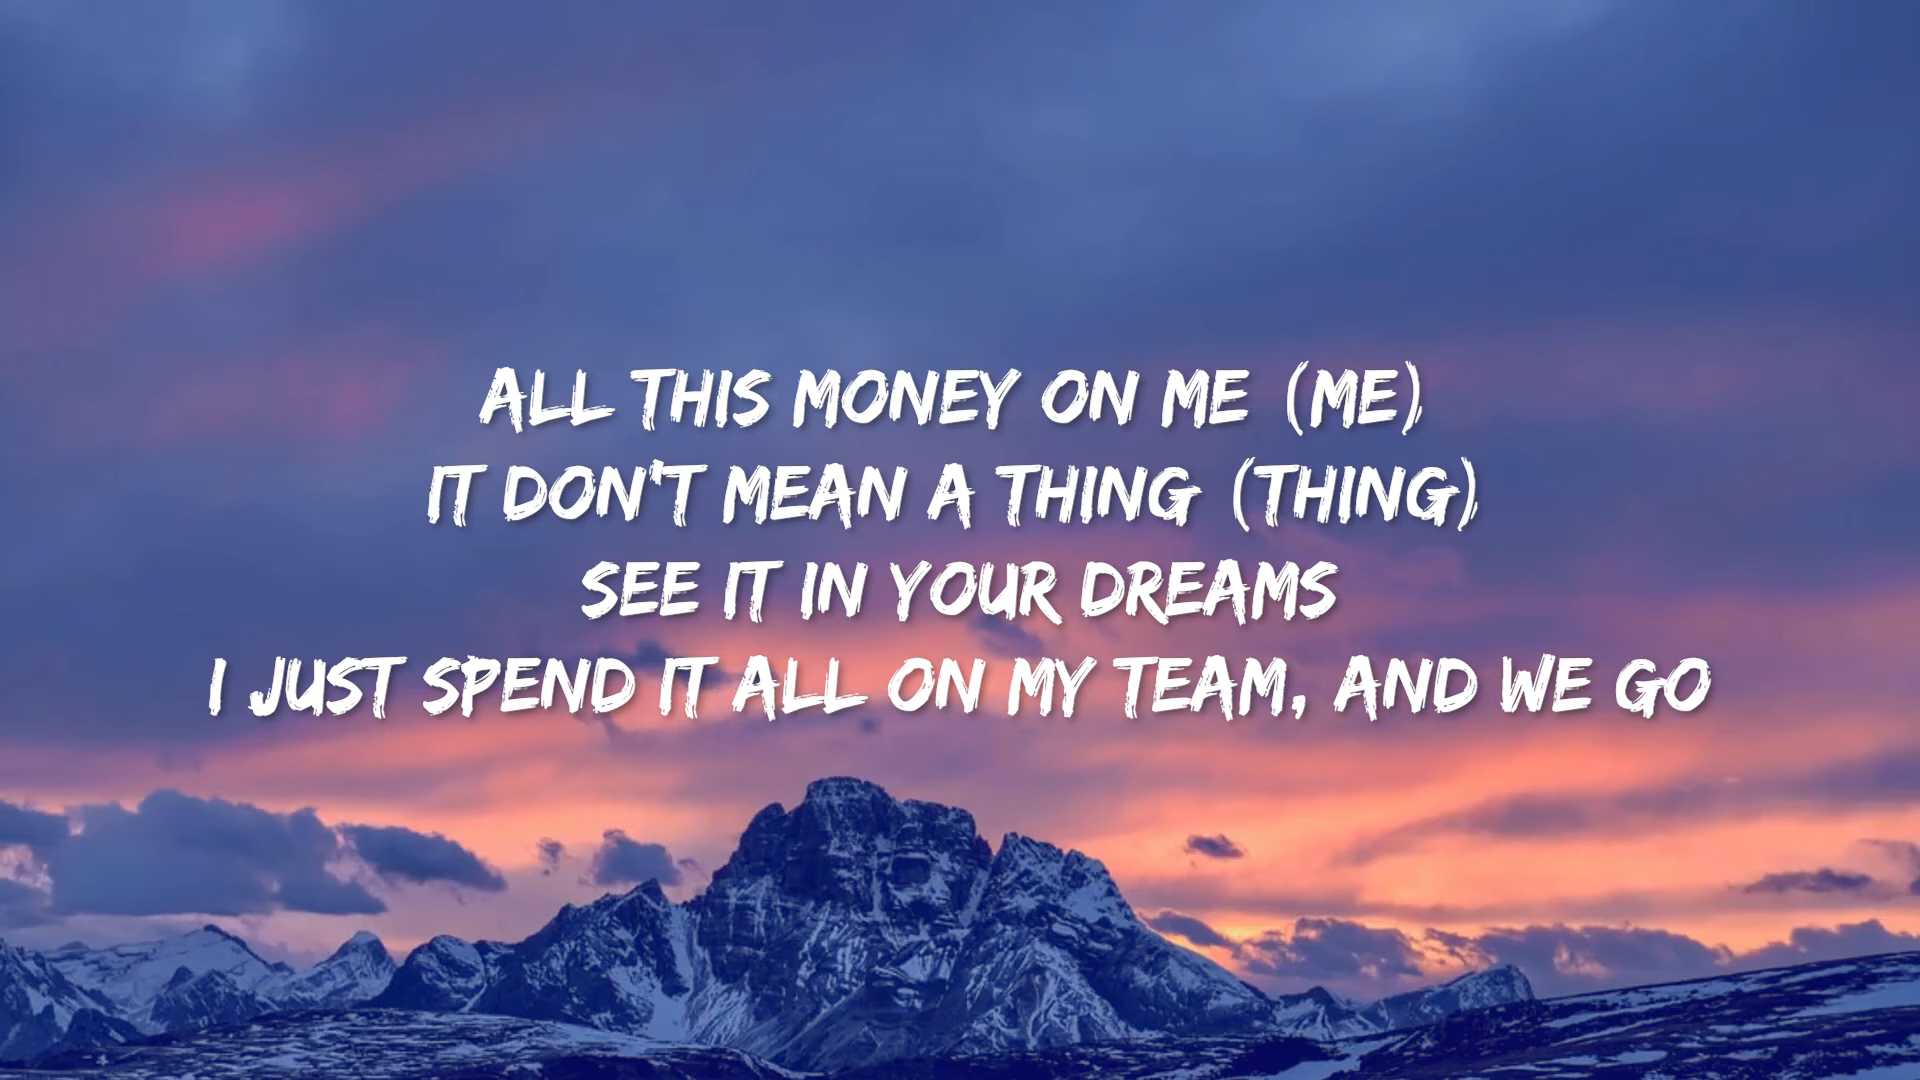 ALL THIS MONEY ON ME (ME)
IT DON'T MEAN A THING (THING)
SEE IT IN YOUR DREAMS
I JUST SPEND IT ALL ON MY TEAM, AND WE GO